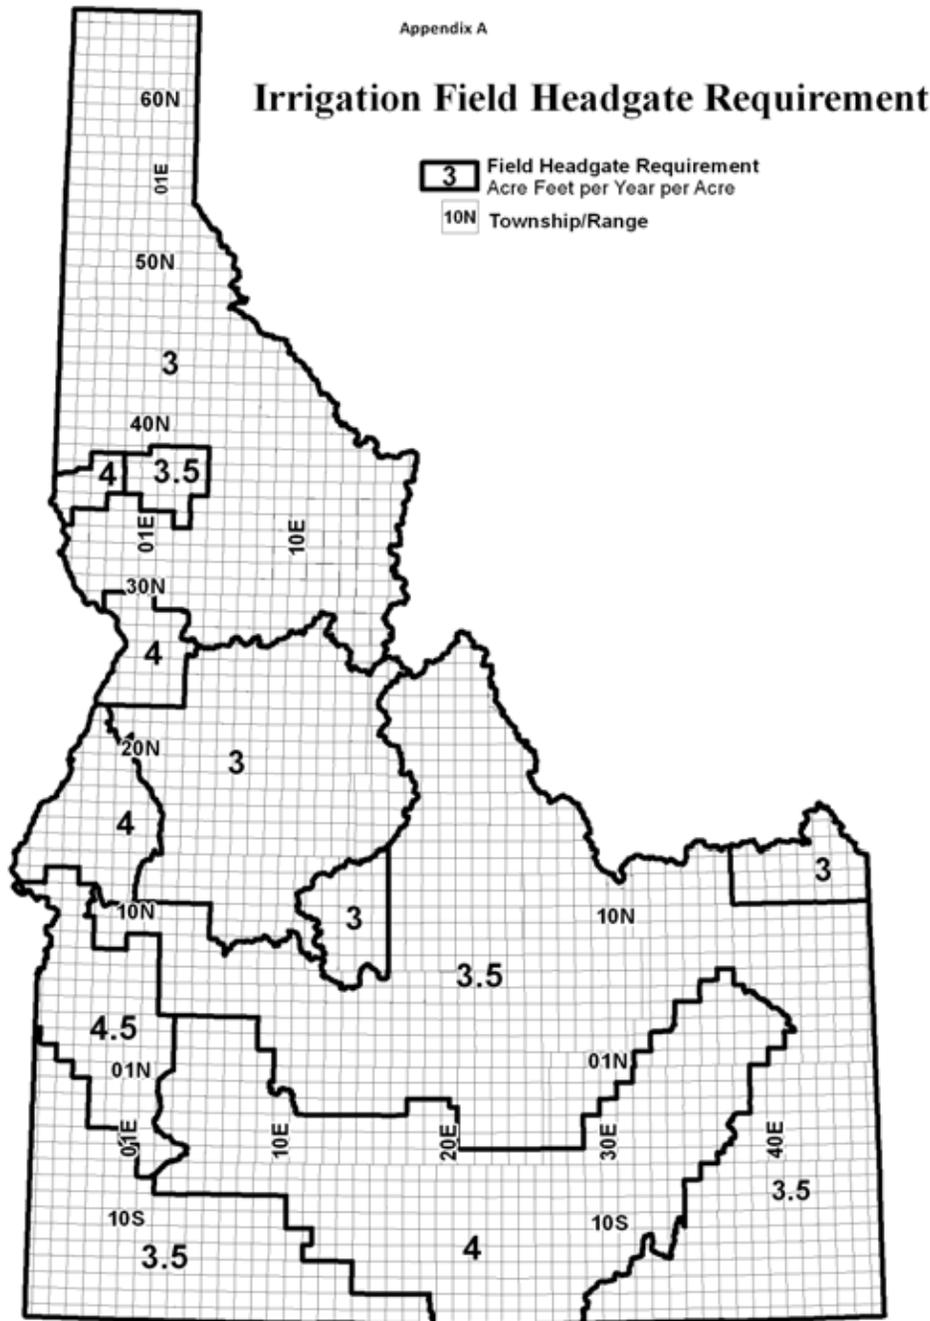 Appendix A
Irrigation Field Headgate Requirement
3 Field Headgate Requirement
Acre Feet per Year per Acre
10N Township/Range
60N
01E
50N
3
40N
4
3.5
01E
10E
30N
4
20N
3
4
3
10N
3
10N
3.5
4.5
01N
01N
01E
10E
20E
30E
40E
3.5
10S
10S
3.5
4